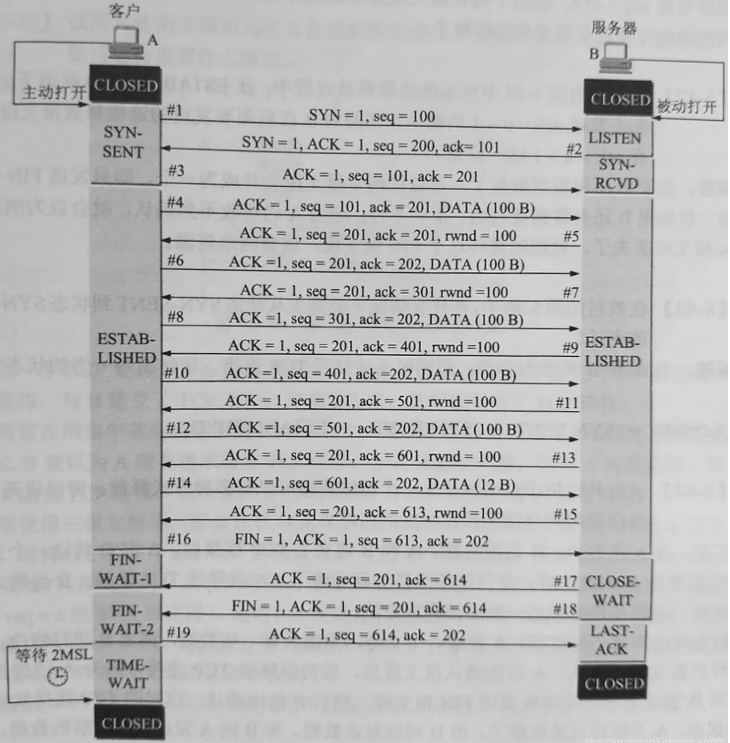 客户
服务器
A
B
CLOSED
CLOSED
主动打开
被动打开
#1
SYN = 1, seq = 100
SYN-
SENT
LISTEN
SYN = 1, ACK = 1, seq = 200, ack= 101
#2
SYN-
RCVD
#3
ACK = 1, seq = 101, ack = 201
#4
ACK = 1, seq = 101, ack = 201, DATA (100 B)
ACK = 1, seq = 201, ack = 201, rwnd = 100
#5
#6
ACK =1, seq = 201, ack = 202, DATA (100 B)
ACK = 1, seq = 201, ack = 301 rwnd =100
#7
#8
ACK =1, seq = 301, ack = 202, DATA (100 B)
ACK = 1, seq = 201, ack = 401, rwnd =100
#9
ESTAB-
LISHED
ESTAB-
LISHED
#10
ACK =1, seq = 401, ack =202, DATA (100 B)
ACK = 1, seq = 201, ack = 501, rwnd =100
#11
#12
ACK =1, seq = 501, ack = 202, DATA (100 B)
ACK = 1, seq = 201, ack = 601, rwnd = 100
#13
#14
ACK =1, seq = 601, ack = 202, DATA (12 B)
ACK = 1, seq = 201, ack = 613, rwnd = 100
#15
#16
FIN = 1, ACK = 1, seq = 613, ack = 202
FIN-
WAIT-1
ACK = 1, seq = 201, ack = 614
#17
CLOSE-
WAIT
FIN = 1, ACK = 1, seq = 201, ack = 614
#18
FIN-
WAIT-2
#19
ACK = 1, seq = 614, ack = 202
LAST-
ACK
等待 2MSL
TIME-
WAIT
CLOSED
CLOSED